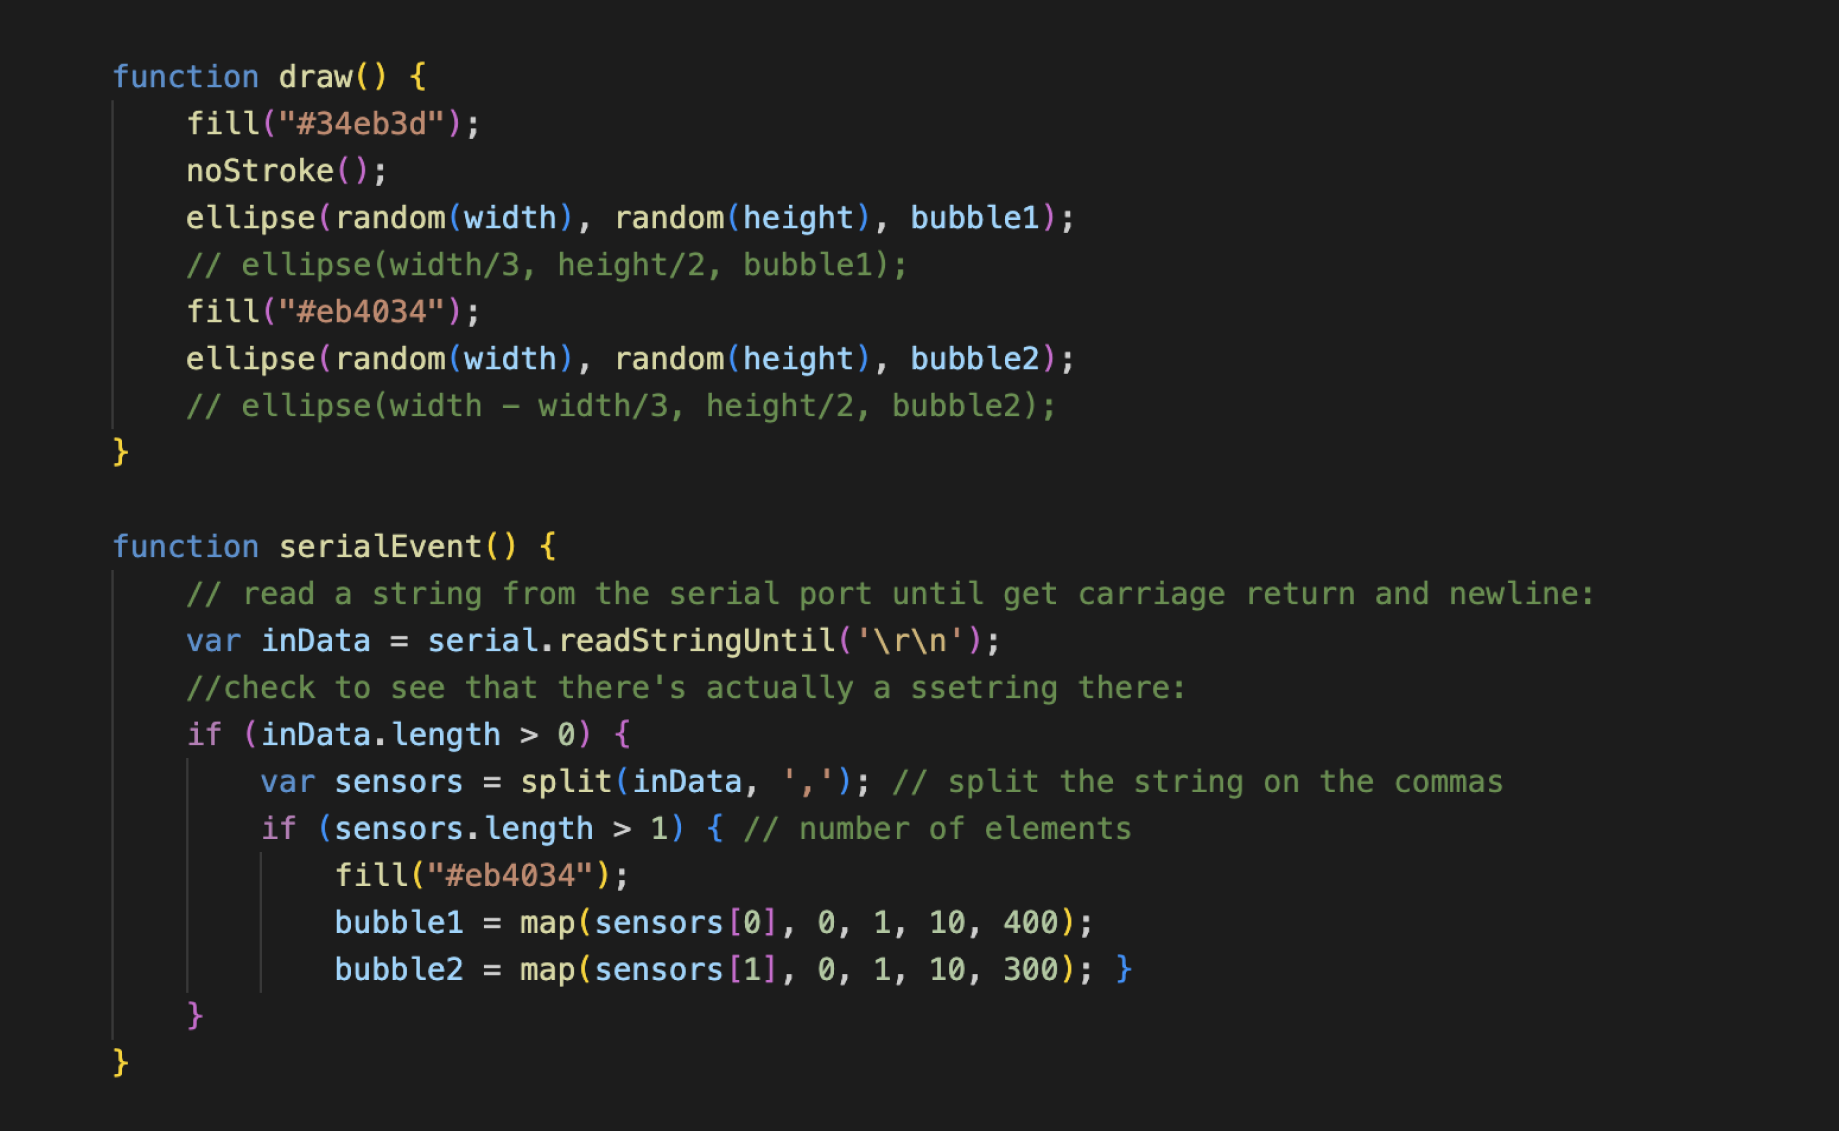 function draw() {
    fill("#34eb3d");
    noStroke();
    ellipse(random(width), random(height), bubble1);
    // ellipse(width/3, height/2, bubble1);
    fill("#eb4034");
    ellipse(random(width), random(height), bubble2);
    // ellipse(width - width/3, height/2, bubble2);
}

function serialEvent() {
    // read a string from the serial port until get carriage return and newline:
    var inData = serial.readStringUntil('\r\n');
    //check to see that there's actually a ssetring there:
    if (inData.length > 0) {
        var sensors = split(inData, ','); // split the string on the commas
        if (sensors.length > 1) { // number of elements
            fill("#eb4034");
            bubble1 = map(sensors[0], 0, 1, 10, 400);
            bubble2 = map(sensors[1], 0, 1, 10, 300); }
    }
}